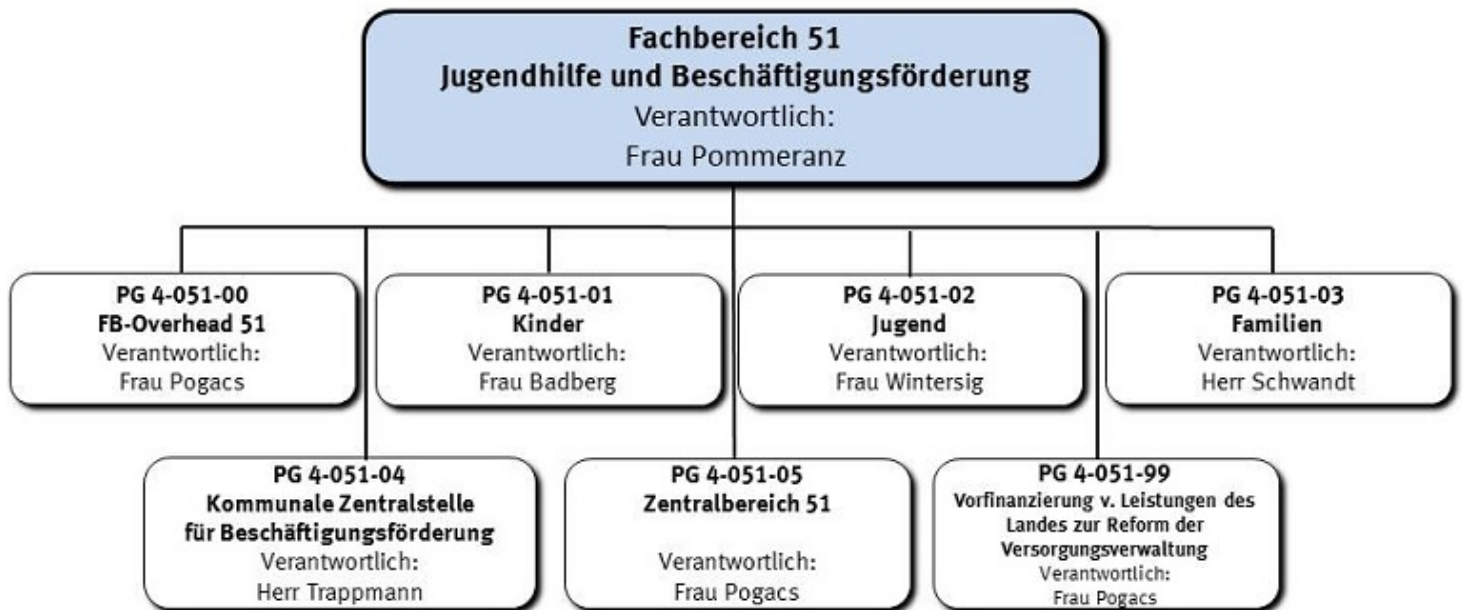 Fachbereich 51
Jugendhilfe und Beschäftigungsförderung
Verantwortlich:
Frau Pommeranz
PG 4-051-00
FB-Overhead 51
Verantwortlich:
Frau Pogacs
PG 4-051-01
Kinder
Verantwortlich:
Frau Badberg
PG 4-051-02
Jugend
Verantwortlich:
Frau Wintersig
PG 4-051-03
Familien
Verantwortlich:
Herr Schwandt
PG 4-051-04
Kommunale Zentralstelle
für Beschäftigungsförderung
Verantwortlich:
Herr Trappmann
PG 4-051-05
Zentralbereich 51
Verantwortlich:
Frau Pogacs
PG 4-051-99
Vorfinanzierung v. Leistungen des
Landes zur Reform der
Versorgungsverwaltung
Verantwortlich:
Frau Pogacs